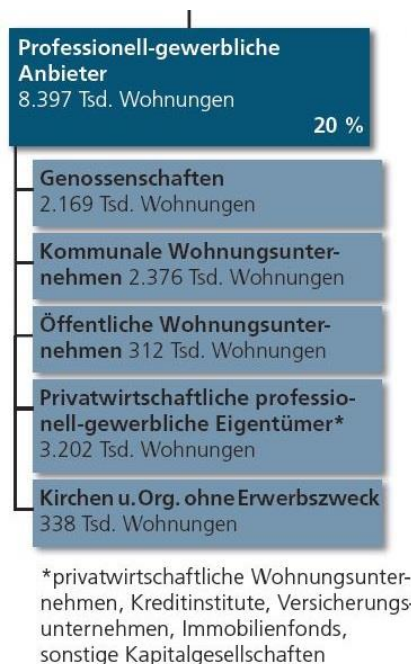 Professionell-gewerbliche
Anbieter
8.397 Tsd. Wohnungen
20 %
Genossenschaften
2.169 Tsd. Wohnungen
Kommunale Wohnungsunter-
nehmen 2.376 Tsd. Wohnungen
Öffentliche Wohnungsunter-
nehmen 312 Tsd. Wohnungen
Privatwirtschaftliche professio-
nell-gewerbliche Eigentümer*
3.202 Tsd. Wohnungen
Kirchen u. Org. ohne Erwerbszweck
338 Tsd. Wohnungen
*privatwirtschaftliche Wohnungsunter-
nehmen, Kreditinstitute, Versicherungs-
unternehmen, Immobilienfonds,
sonstige Kapitalgesellschaften